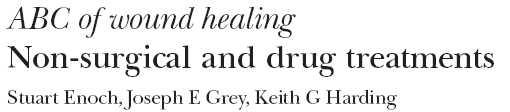 ABC of wound healing
Non-surgical and drug treatments
Stuart Enoch, Joseph E Grey, Keith G Harding